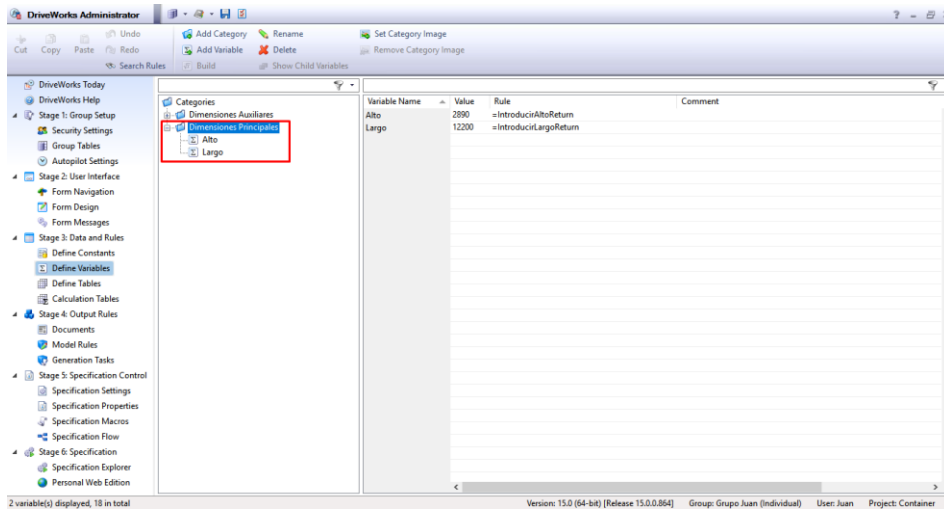 DriveWorks Administrator
Undo
Add Category
Rename
Set Category Image
Cut Copy Paste Redo
Add Variable
Delete
Remove Category Image
Search Rules
Build
Show Child Variables
DriveWorks Today
DriveWorks Help
Stage 1: Group Setup
Security Settings
Group Tables
Autopilot Settings
Stage 2: User Interface
Form Navigation
Form Design
Form Messages
Stage 3: Data and Rules
Define Constants
Define Variables
Define Tables
Calculation Tables
Stage 4: Output Rules
Documents
Model Rules
Generation Tasks
Stage 5: Specification Control
Specification Settings
Specification Properties
Specification Macros
Specification Flow
Stage 6: Specification
Specification Explorer
Personal Web Edition
Categories
Dimensiones Auxiliares
Dimensiones Principales
Alto
Largo
Variable Name Value Rule Comment
Alto 2890 =IntroducirAltoReturn
Largo 12200 =IntroducirLargoReturn
2 variable(s) displayed, 18 in total
Version: 15.0 (64-bit) [Release 15.0.0.864]
Group: Grupo Juan (Individual)
User: Juan
Project: Container